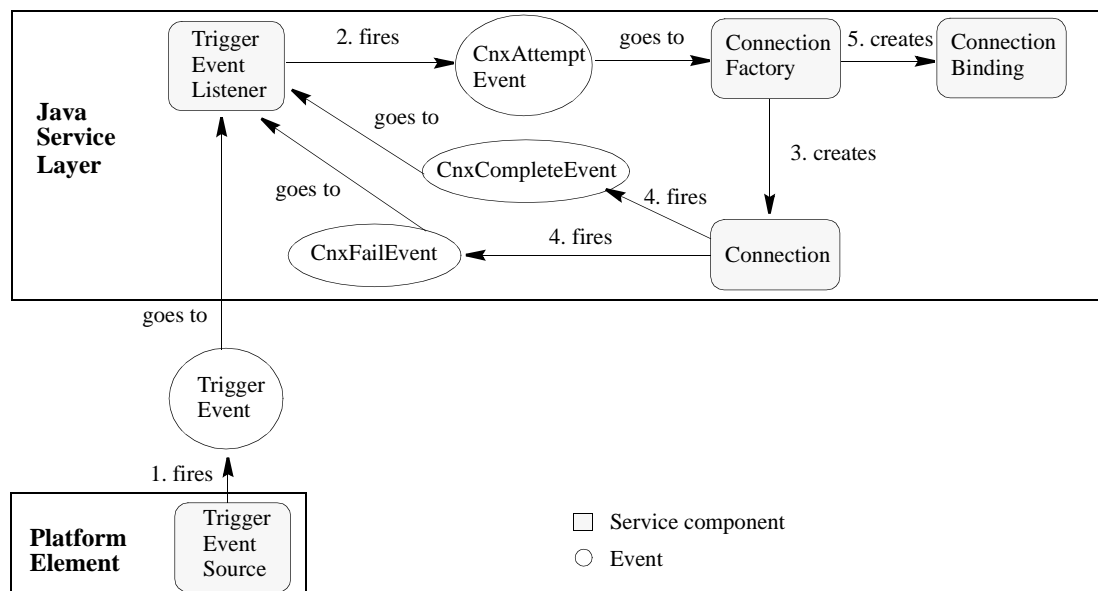 Trigger
Event
Listener
2. fires
CnxAttempt
Event
goes to
Connection
Factory
5. creates
Connection
Binding
Java
Service
Layer
goes to
CnxCompleteEvent
3. creates
goes to
4. fires
CnxFailEvent
4. fires
Connection
goes to
Trigger
Event
1. fires
Platform
Element
Trigger
Event
Source
Service component
Event